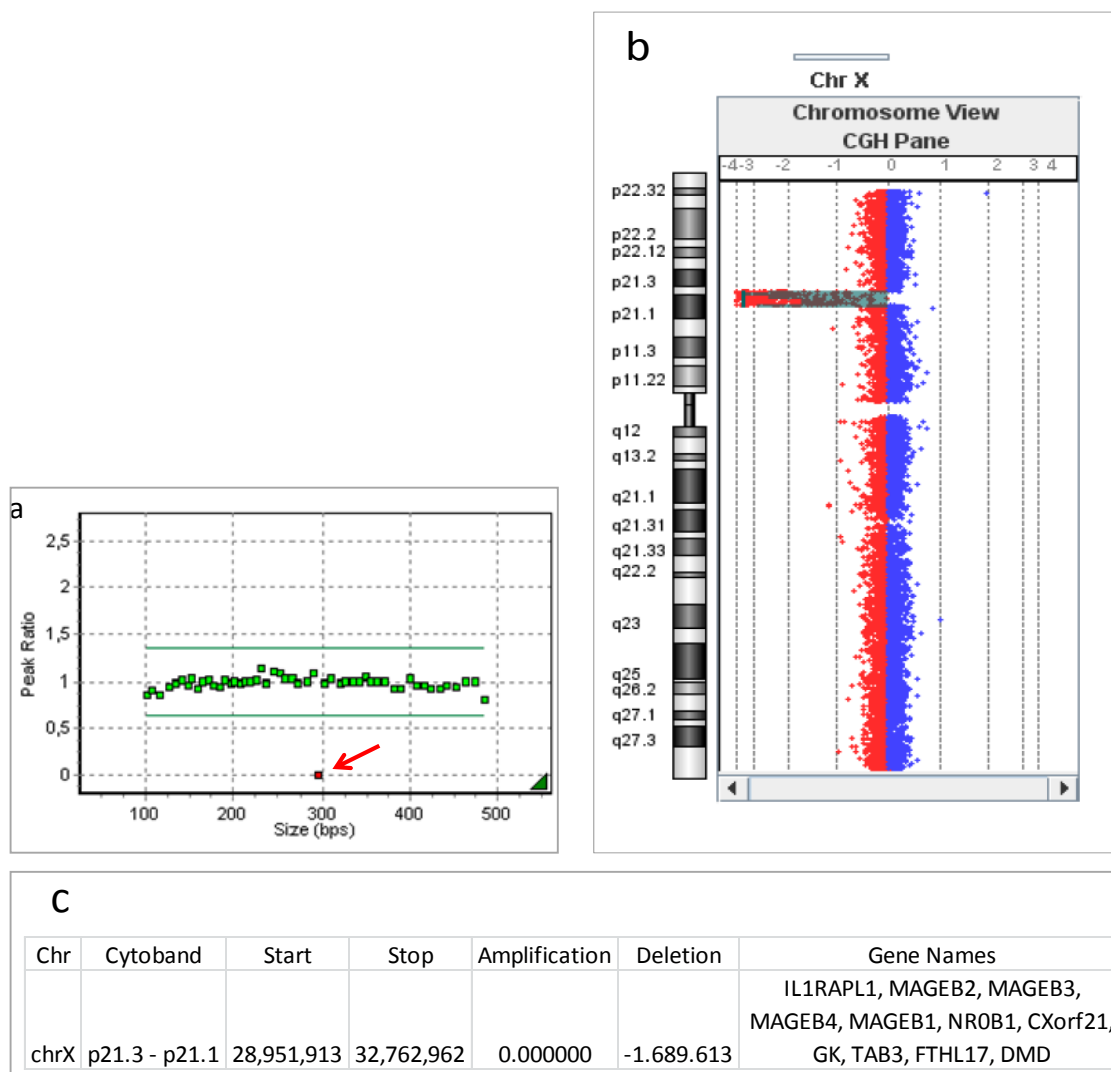 b
Chr X
Chromosome View
CGH Pane
-4 -3 -2 -1 0 1 2 3 4
p22.32
p22.2
p22.12
p21.3
p21.1
p11.3
p11.22
q12
q13.2
q21.1
q21.31
q21.33
q22.2
q23
q25
q26.2
q27.1
q27.3
a
2,5
2
1,5
1
0,5
0
Peak Ratio
100 200 300 400 500
Size (bps)
c
Chr Cytoband Start Stop Amplification Deletion Gene Names
IL1RAPL1, MAGEB2, MAGEB3,
MAGEB4, MAGEB1, NR0B1, CXorf21,
chrX p21.3 - p21.1 28,951,913 32,762,962 0.000000 -1.689.613 GK, TAB3, FTHL17, DMD